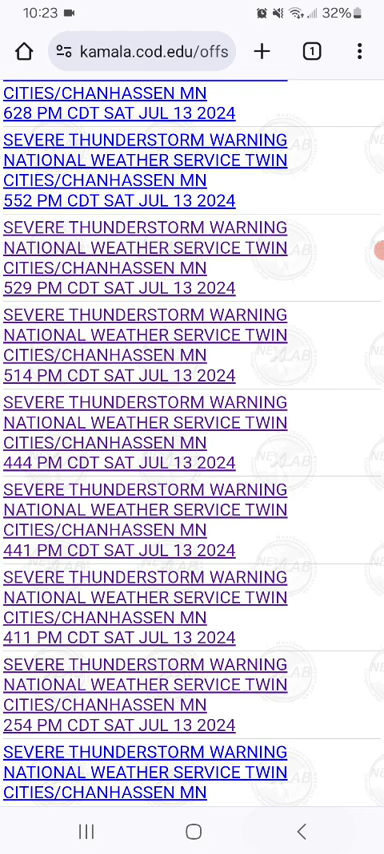 10:23 32%
kamala.cod.edu/offs 1
CITIES/CHANHASSEN MN
628 PM CDT SAT JUL 13 2024
SEVERE THUNDERSTORM WARNING
NATIONAL WEATHER SERVICE TWIN
CITIES/CHANHASSEN MN
552 PM CDT SAT JUL 13 2024
SEVERE THUNDERSTORM WARNING
NATIONAL WEATHER SERVICE TWIN
CITIES/CHANHASSEN MN
529 PM CDT SAT JUL 13 2024
SEVERE THUNDERSTORM WARNING
NATIONAL WEATHER SERVICE TWIN
CITIES/CHANHASSEN MN
514 PM CDT SAT JUL 13 2024
SEVERE THUNDERSTORM WARNING
NATIONAL WEATHER SERVICE TWIN
CITIES/CHANHASSEN MN
444 PM CDT SAT JUL 13 2024
SEVERE THUNDERSTORM WARNING
NATIONAL WEATHER SERVICE TWIN
CITIES/CHANHASSEN MN
441 PM CDT SAT JUL 13 2024
SEVERE THUNDERSTORM WARNING
NATIONAL WEATHER SERVICE TWIN
CITIES/CHANHASSEN MN
411 PM CDT SAT JUL 13 2024
SEVERE THUNDERSTORM WARNING
NATIONAL WEATHER SERVICE TWIN
CITIES/CHANHASSEN MN
254 PM CDT SAT JUL 13 2024
SEVERE THUNDERSTORM WARNING
NATIONAL WEATHER SERVICE TWIN
CITIES/CHANHASSEN MN